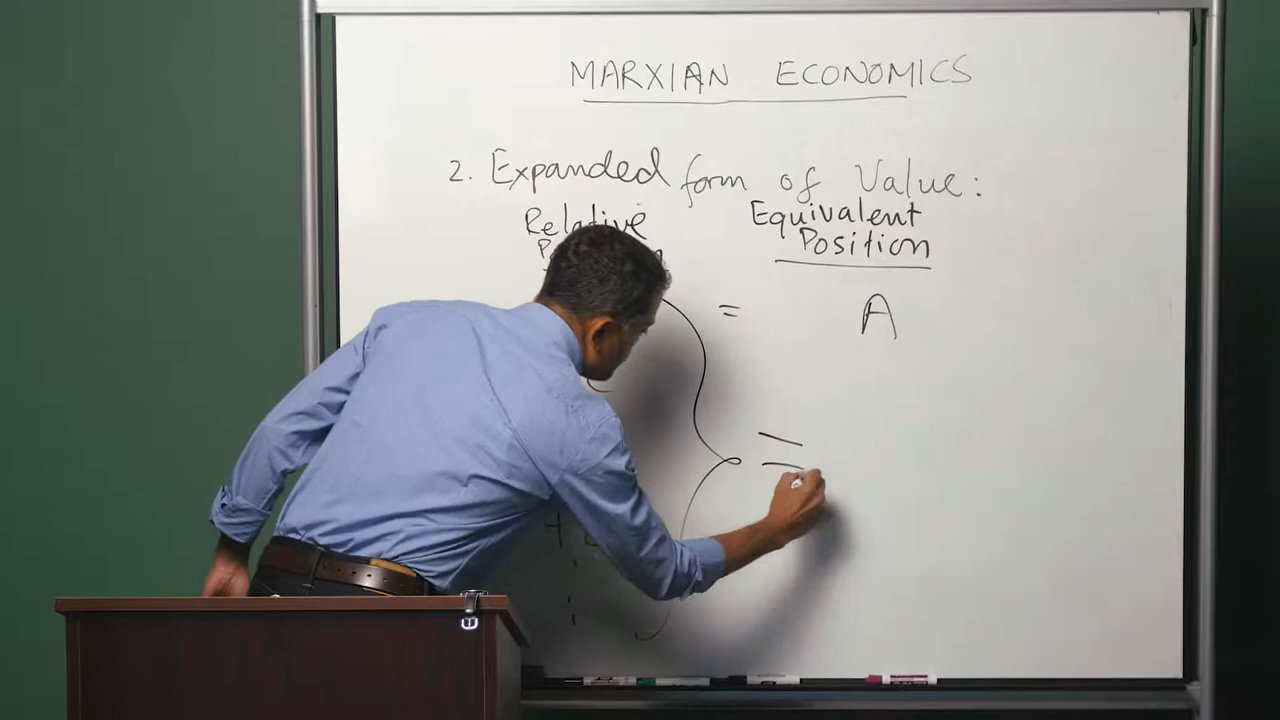 MARXIAN ECONOMICS
2. Expanded form of Value:
Relative Equivalent
Position
= A
=
+